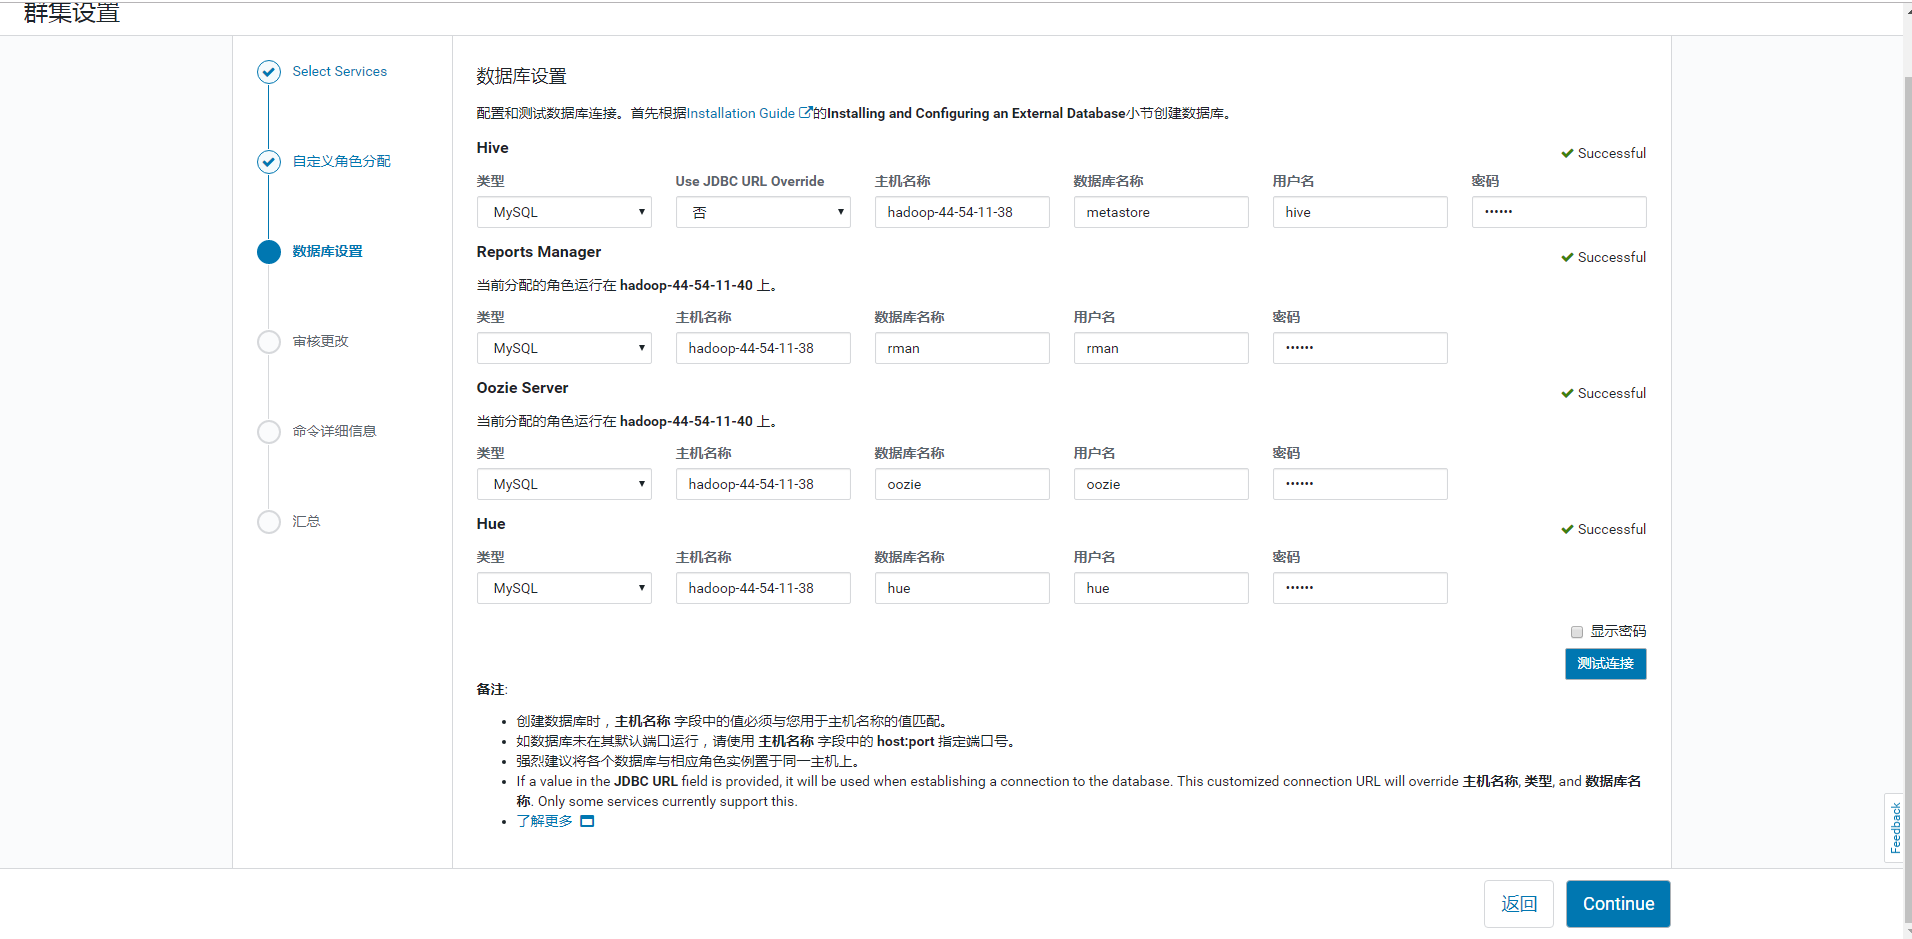 群集设置
Select Services
自定义角色分配
数据库设置
审核更改
命令详细信息
汇总
数据库设置
配置和测试数据库连接。首先根据Installation Guide 的Installing and Configuring an External Database小节创建数据库。
Hive
Successful
类型 Use JDBC URL Override 主机名称 数据库名称 用户名 密码
MySQL 否 hadoop-44-54-11-38 metastore hive ••••••
Reports Manager
Successful
当前分配的角色运行在 hadoop-44-54-11-40 上。
类型 主机名称 数据库名称 用户名 密码
MySQL hadoop-44-54-11-38 rman rman ••••••
Oozie Server
Successful
当前分配的角色运行在 hadoop-44-54-11-40 上。
类型 主机名称 数据库名称 用户名 密码
MySQL hadoop-44-54-11-38 oozie oozie ••••••
Hue
Successful
类型 主机名称 数据库名称 用户名 密码
MySQL hadoop-44-54-11-38 hue hue ••••••
显示密码
测试连接
备注:
• 创建数据库时，主机名称 字段中的值必须与您用于主机名称的值匹配。
• 如数据库未在其默认端口运行，请使用 主机名称 字段中的 host:port 指定端口号。
• 强烈建议将各个数据库与相应角色实例置于同一主机上。
• If a value in the JDBC URL field is provided, it will be used when establishing a connection to the database. This customized connection URL will override 主机名称, 类型, and 数据库名
称. Only some services currently support this.
• 了解更多
Feedback
返回
Continue